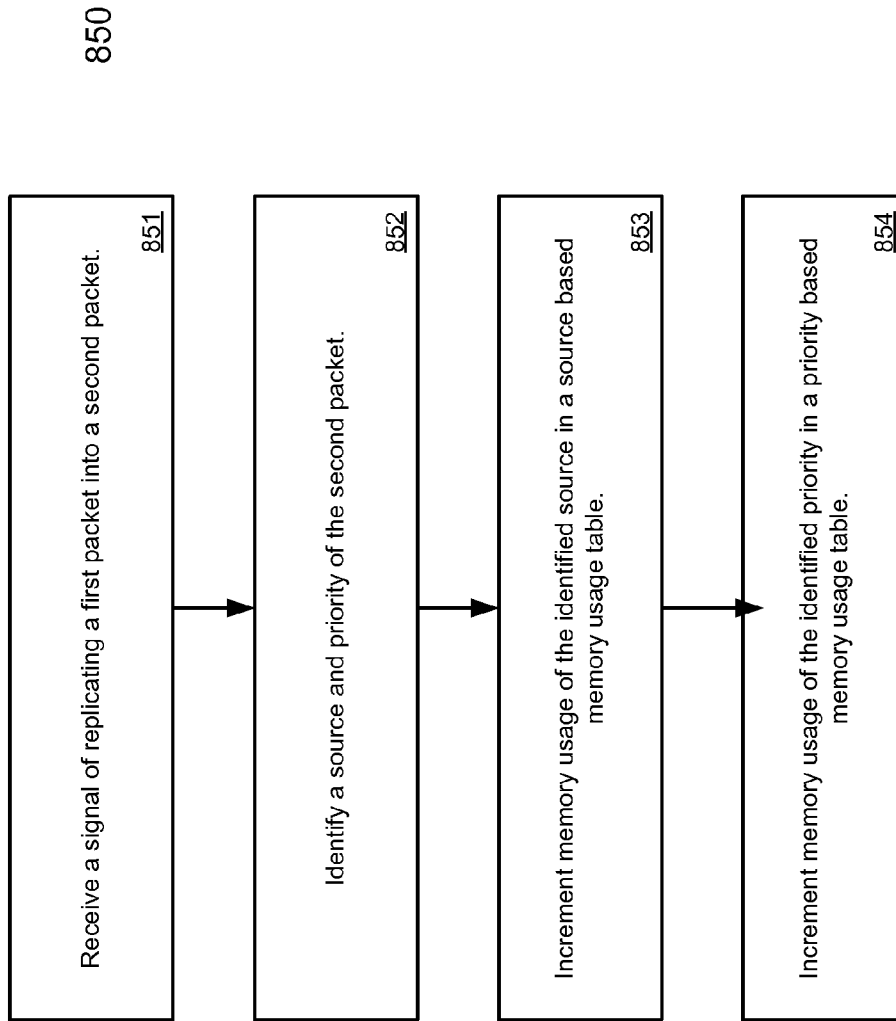 850
Receive a signal of replicating a first packet into a second packet.
851
Identify a source and priority of the second packet.
852
Increment memory usage of the identified source in a source based
memory usage table.
853
Increment memory usage of the identified priority in a priority based
memory usage table.
854